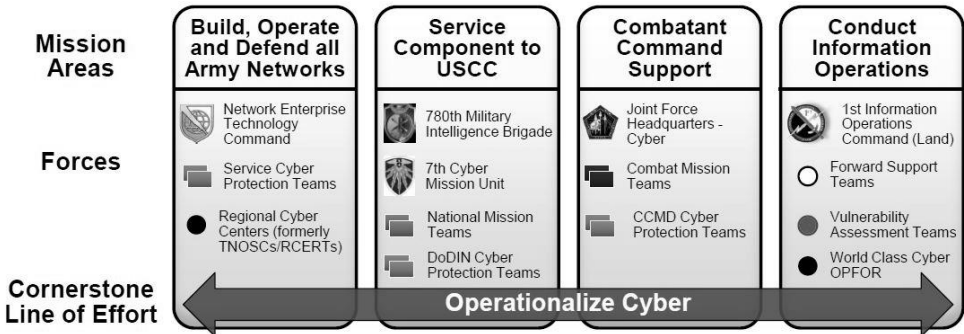 Mission
Areas
Build, Operate
and Defend all
Army Networks
Service
Component to
USCC
Combatant
Command
Support
Conduct
Information
Operations
Forces
Network Enterprise
Technology
Command
Service Cyber
Protection Teams
Regional Cyber
Centers (formerly
TNOSCs/RCERTs)
780th Military
Intelligence Brigade
7th Cyber
Mission Unit
National Mission
Teams
DoDIN Cyber
Protection Teams
Joint Force
Headquarters -
Cyber
Combat Mission
Teams
CCMD Cyber
Protection Teams
1st Information
Operations
Command (Land)
Forward Support
Teams
Vulnerability
Assessment Teams
World Class Cyber
OPFOR
Cornerstone
Line of Effort
Operationalize Cyber